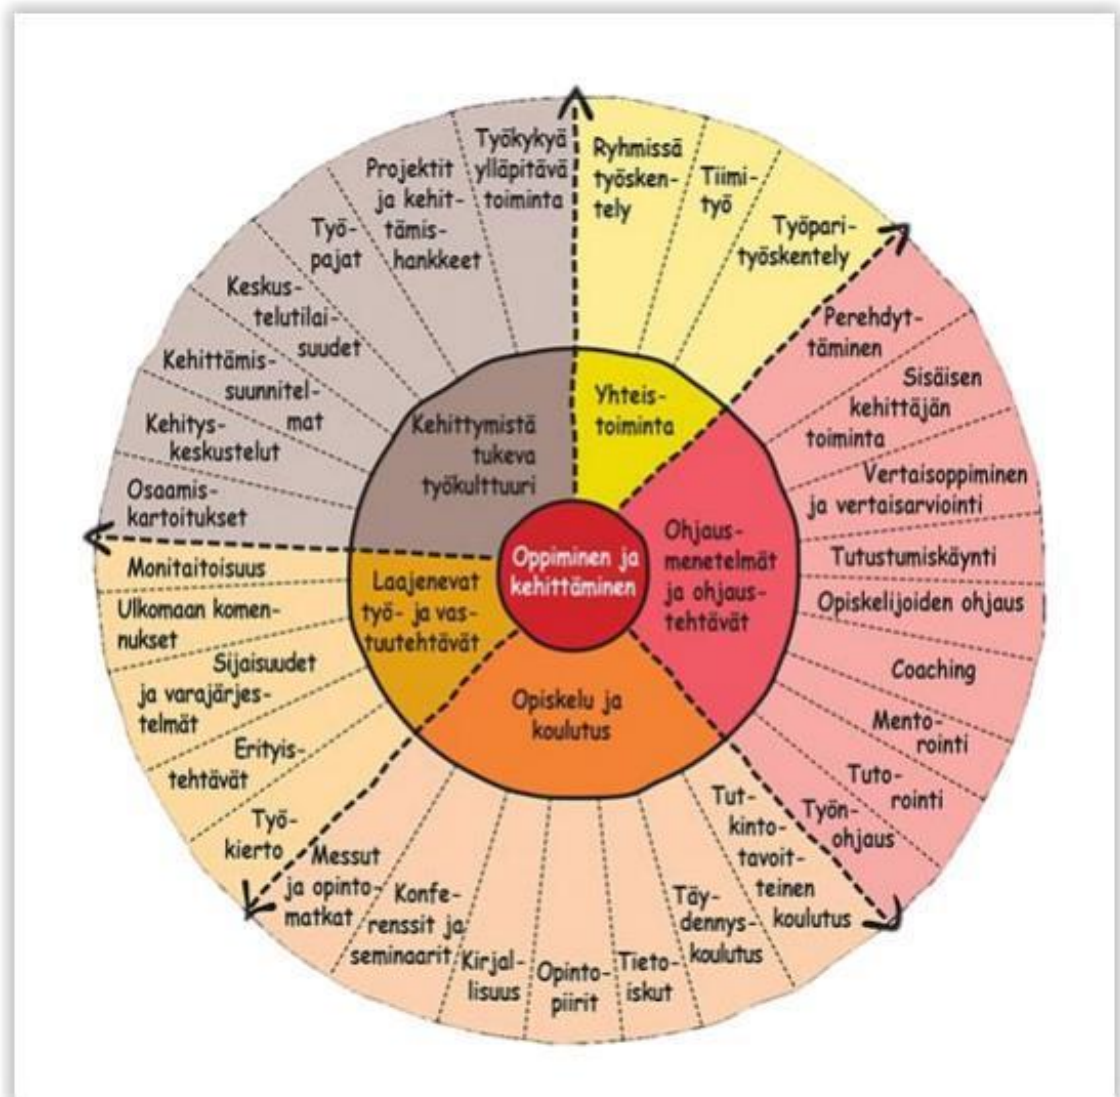 Oppiminen ja
kehittäminen
Yhteis-
toiminta
Ryhmissä
työsken-
tely
Tiimi-
työ
Työpari-
työskentely
Ohjaus-
menetelmät
ja ohjaus-
tehtävät
Perehdyt-
täminen
Sisäisen
kehittäjän
toiminta
Vertaisoppiminen
ja vertaisarviointi
Tutustumiskäynti
Opiskelijoiden ohjaus
Coaching
Mento-
rointi
Tuto-
rointi
Työn-
ohjaus
Opiskelu ja
koulutus
Tut-
kinto-
tavoit-
teinen
koulutus
Täy-
dennys-
koulutus
Tieto-
iskut
Opinto-
piirit
Kirjal-
lisuus
Konfe-
renssit ja
seminaarit
Messut
ja opinto-
matkat
Laajenevat
työ- ja vas-
tuutehtävät
Työ-
kierto
Erityis-
tehtävät
Sijaisuudet
ja varajärjes-
telmät
Ulkomaan komen-
nukset
Monitaitoisuus
Kehittymistä
tukeva
työkulttuuri
Osaamis-
kartoitukset
Kehitys-
keskustelut
Kehittämis-
suunnitel-
mat
Keskus-
telutilai-
suudet
Työ-
pajat
Projektit
ja kehit-
tämis-
hankkeet
Työkykyä
ylläpitävä
toiminta